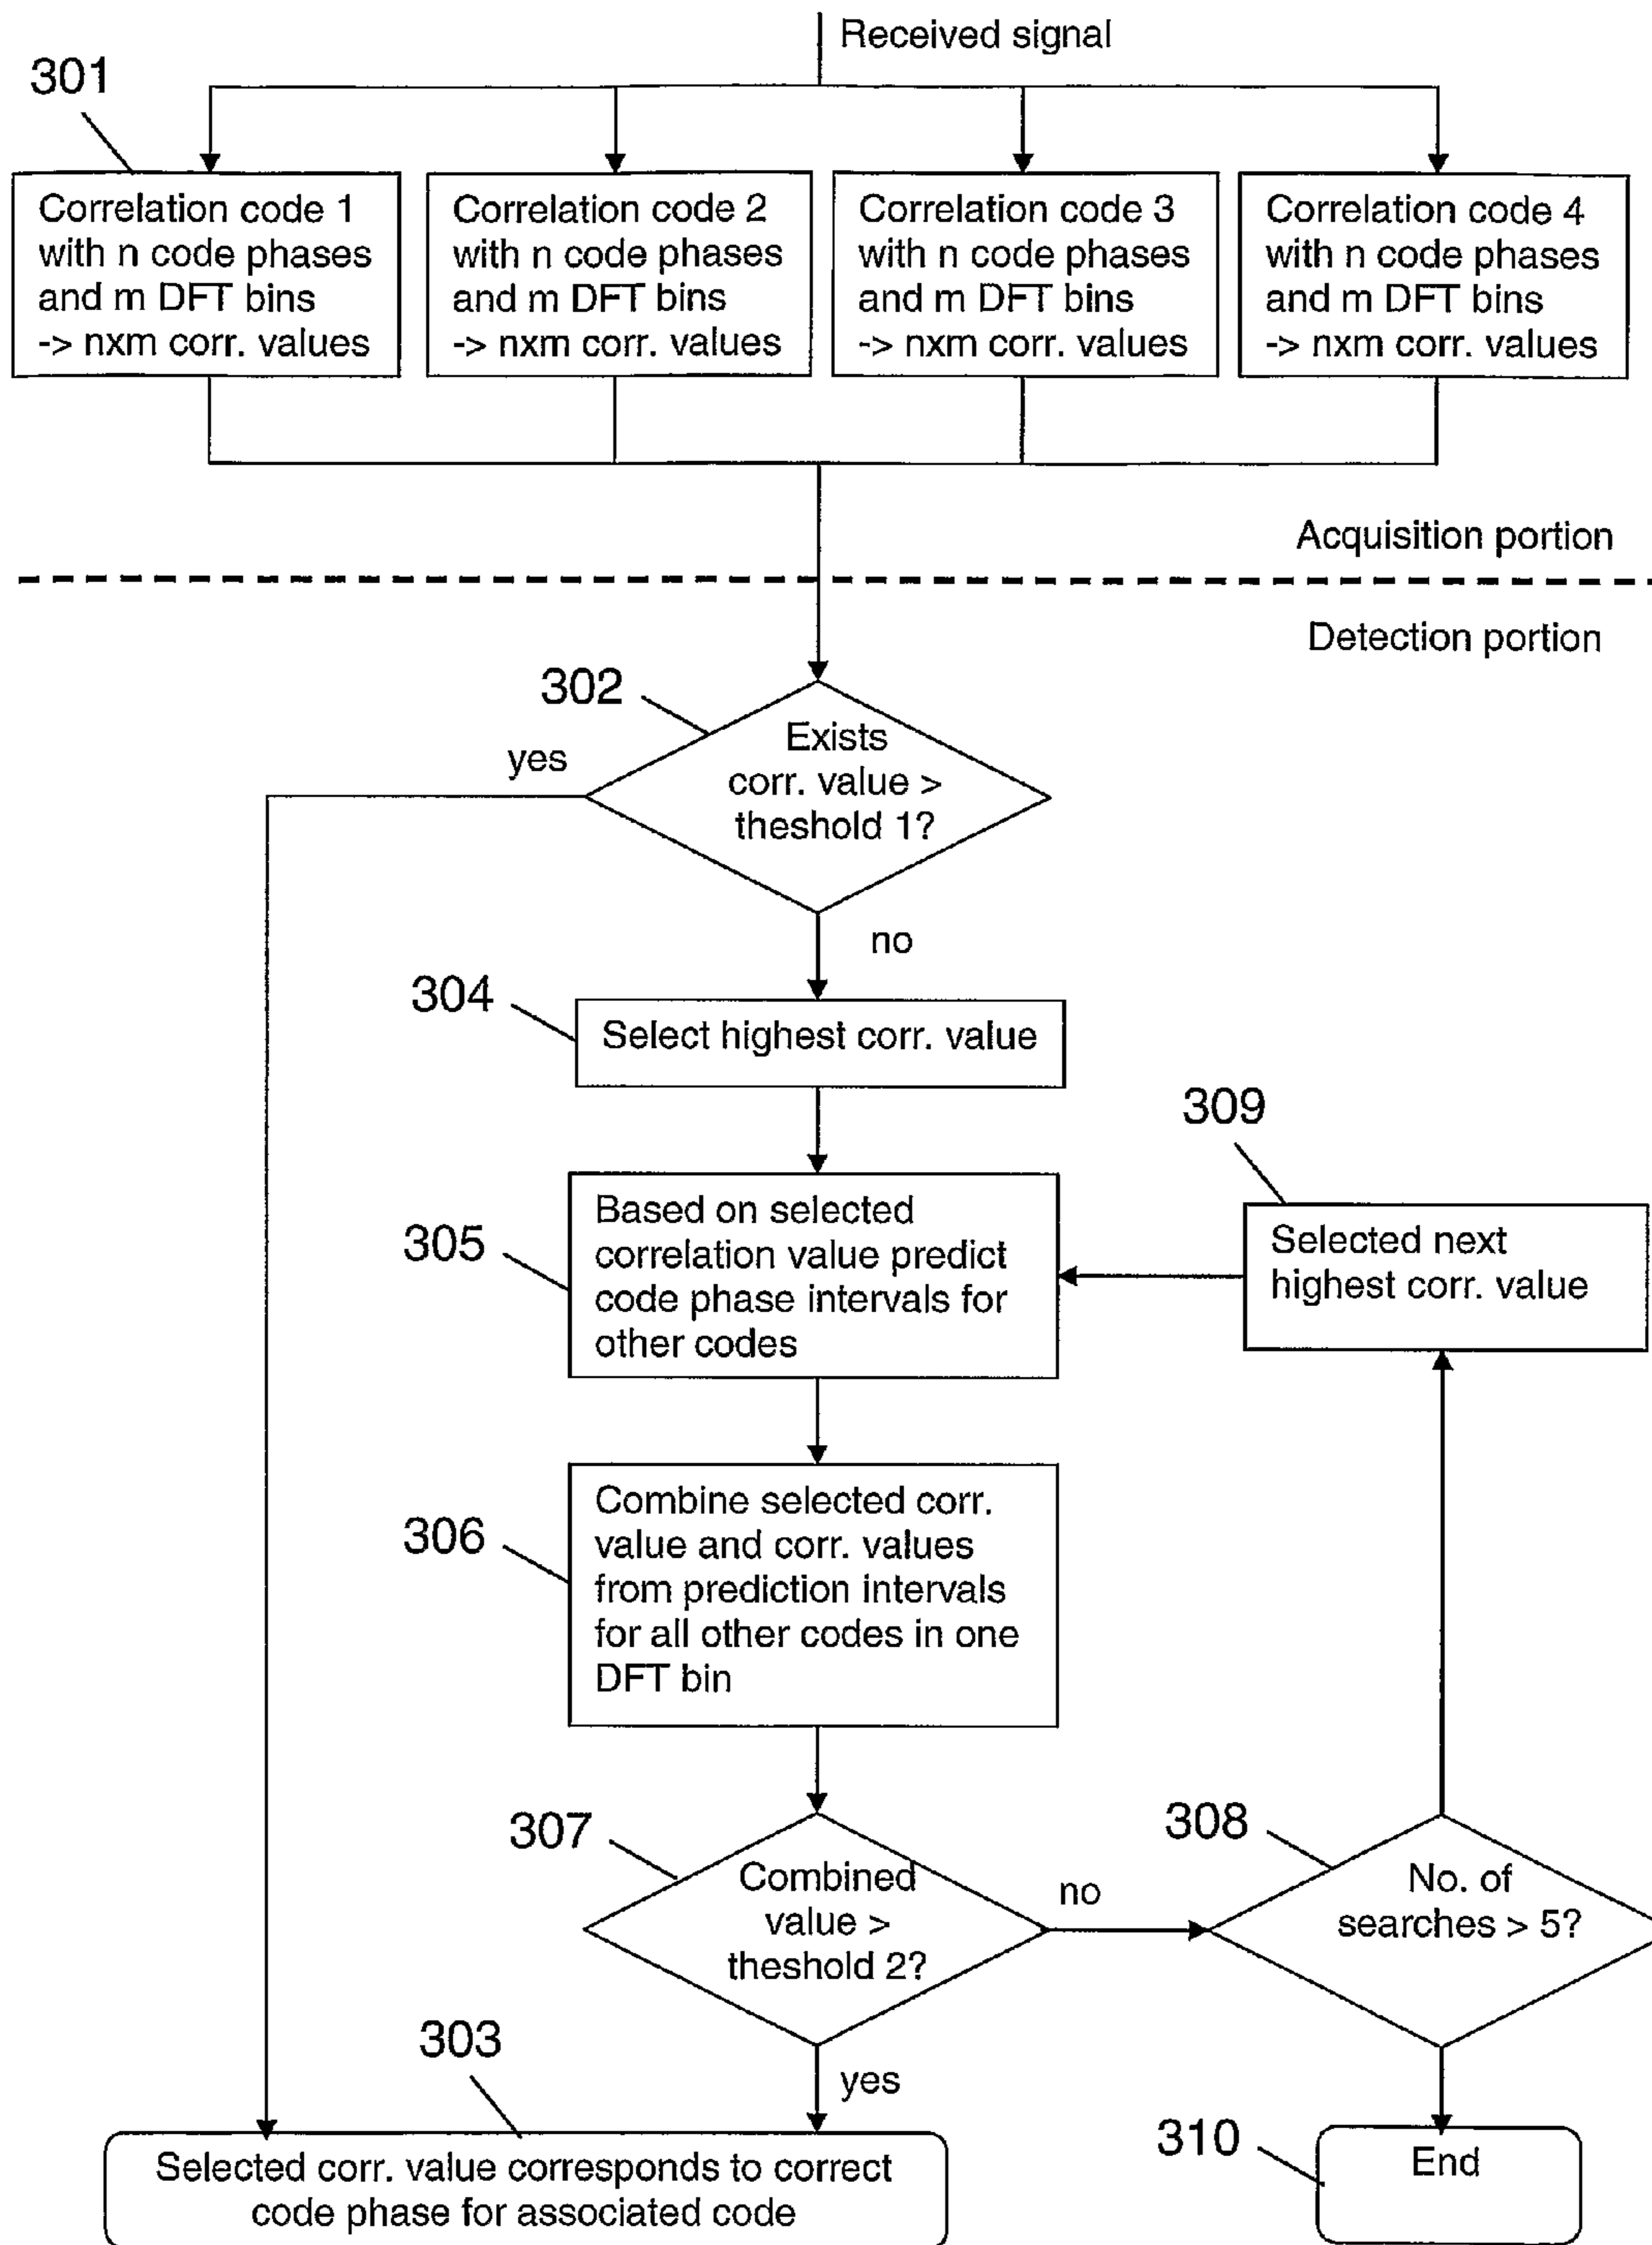 Received signal
301
Correlation code 1
with n code phases
and m DFT bins
-> nxm corr. values
Correlation code 2
with n code phases
and m DFT bins
-> nxm corr. values
Correlation code 3
with n code phases
and m DFT bins
-> nxm corr. values
Correlation code 4
with n code phases
and m DFT bins
-> nxm corr. values
Acquisition portion
Detection portion
302
yes
Exists
corr. value >
theshold 1?
no
304
Select highest corr. value
309
Selected next
highest corr. value
305
Based on selected
correlation value predict
code phase intervals for
other codes
306
Combine selected corr.
value and corr. values
from prediction intervals
for all other codes in one
DFT bin
307
Combined
value >
theshold 2?
no
308
No. of
searches > 5?
303
yes
Selected corr. value corresponds to correct
code phase for associated code
310
End